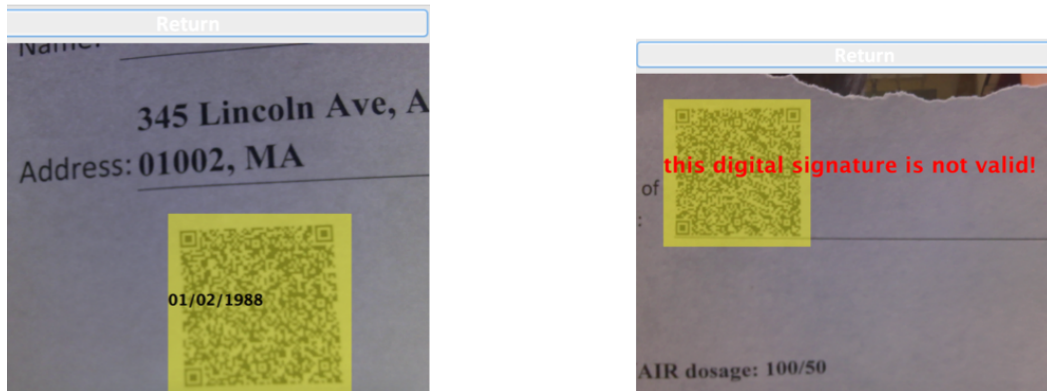 Return
Name:
345 Lincoln Ave, A
Address: 01002, MA
01/02/1988
Return
this digital signature is not valid!
of
:
AIR dosage: 100/50